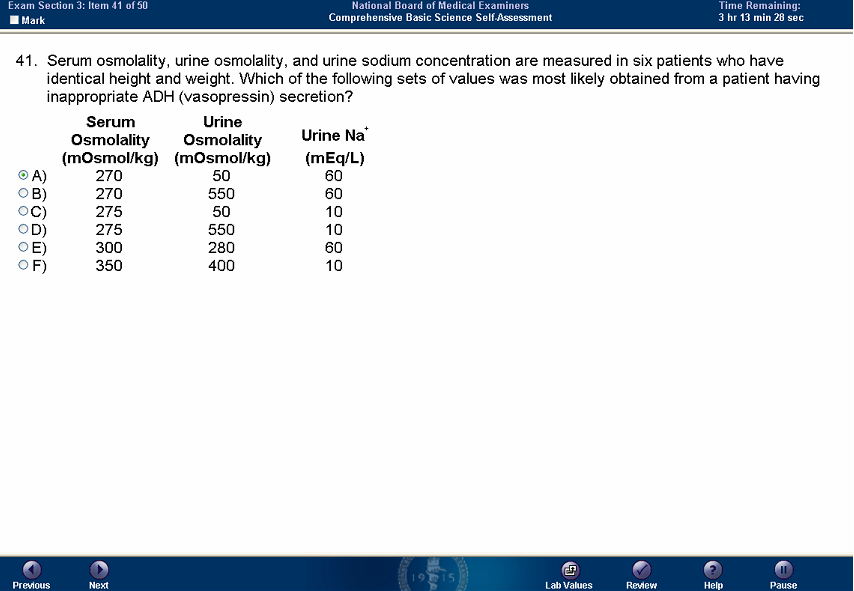 Exam Section 3: Item 41 of 50
National Board of Medical Examiners
Time Remaining:
Mark
Comprehensive Basic Science Self-Assessment
3 hr 13 min 28 sec
41. Serum osmolality, urine osmolality, and urine sodium concentration are measured in six patients who have
identical height and weight. Which of the following sets of values was most likely obtained from a patient having
inappropriate ADH (vasopressin) secretion?
Serum Urine
Osmolality Osmolality Urine Na+
(mOsmol/kg) (mOsmol/kg) (mEq/L)
A) 270 50 60
B) 270 550 60
C) 275 50 10
D) 275 550 10
E) 300 280 60
F) 350 400 10
1915
Previous Next Lab Values Review Help Pause